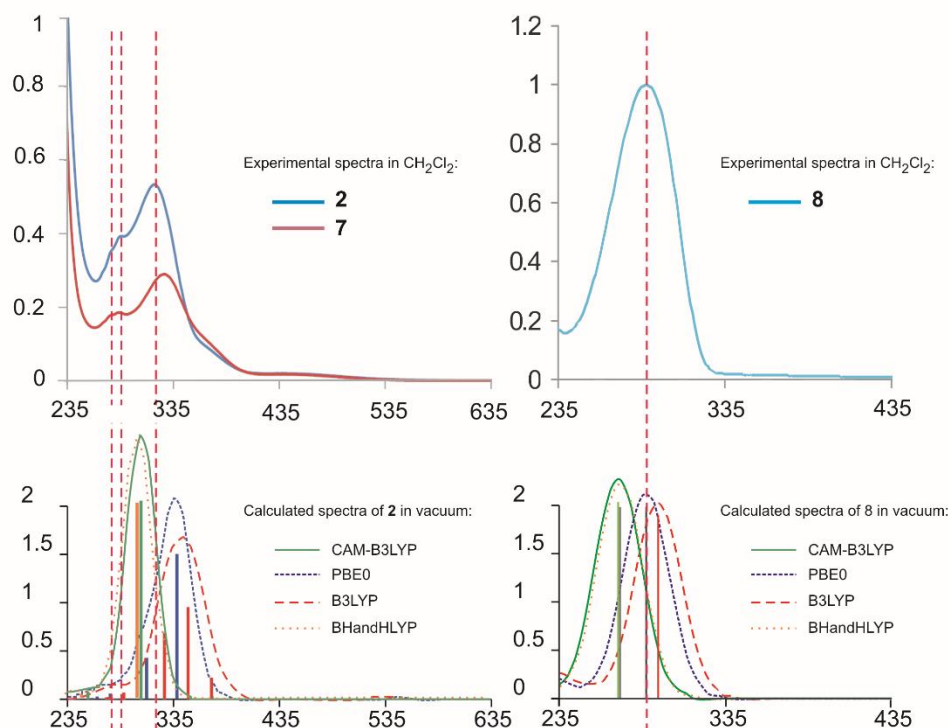 1
0.8
0.6
0.4
0.2
0
235 335 435 535 635
Experimental spectra in CH2Cl2:
2
7
1.2
1
0.8
0.6
0.4
0.2
0
235 335 435
Experimental spectra in CH2Cl2:
8
2
1.5
1
0.5
0
235 335 435 535 635
Calculated spectra of 2 in vacuum:
CAM-B3LYP
PBE0
B3LYP
BHandHLYP
2
1.5
1
0.5
0
235 335 435
Calculated spectra of 8 in vacuum:
CAM-B3LYP
PBE0
B3LYP
BHandHLYP